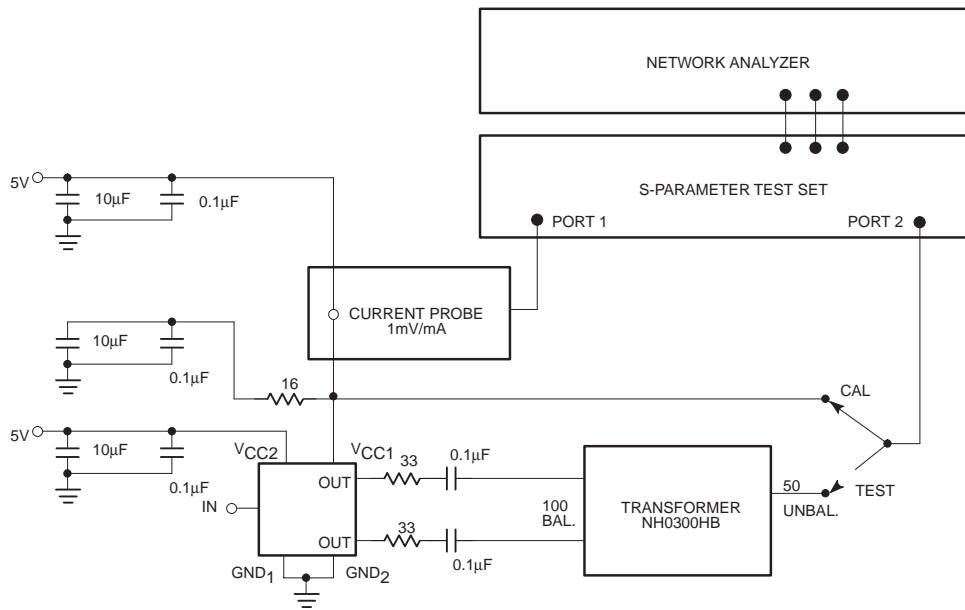 NETWORK ANALYZER
S-PARAMETER TEST SET
PORT 1
PORT 2
5V
10μF
0.1μF
CURRENT PROBE
1mV/mA
10μF
0.1μF
16
CAL
5V
10μF
0.1μF
VCC2
VCC1
33
0.1μF
OUT
IN
OUT
33
0.1μF
GND1
GND2
100
BAL.
TRANSFORMER
NH0300HB
50
UNBAL.
TEST